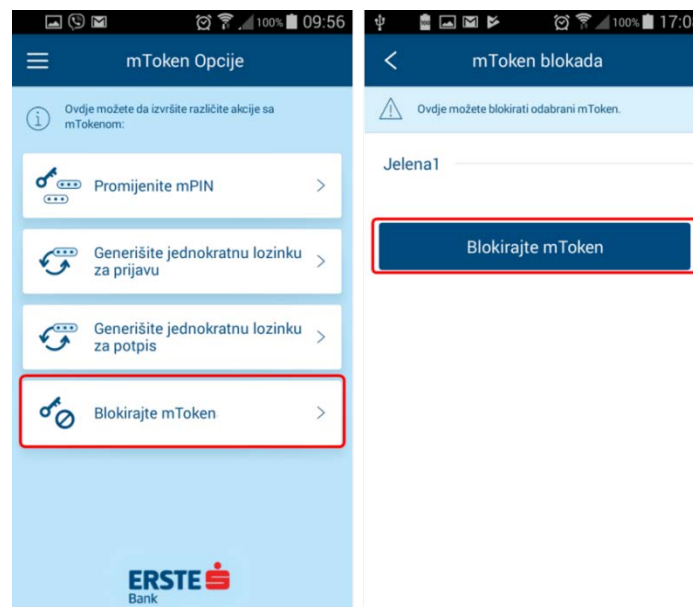 100% 09:56
mToken Opcije
Ovdje možete da izvršite različite akcije sa
mTokenom:
Promijenite mPIN
Generišite jednokratnu lozinku
za prijavu
Generišite jednokratnu lozinku
za potpis
Blokirajte mToken
ERSTE
Bank
100%
mToken blokada
Ovdje možete blokirati odabrani mToken.
Jelena1
Blokirajte mToken